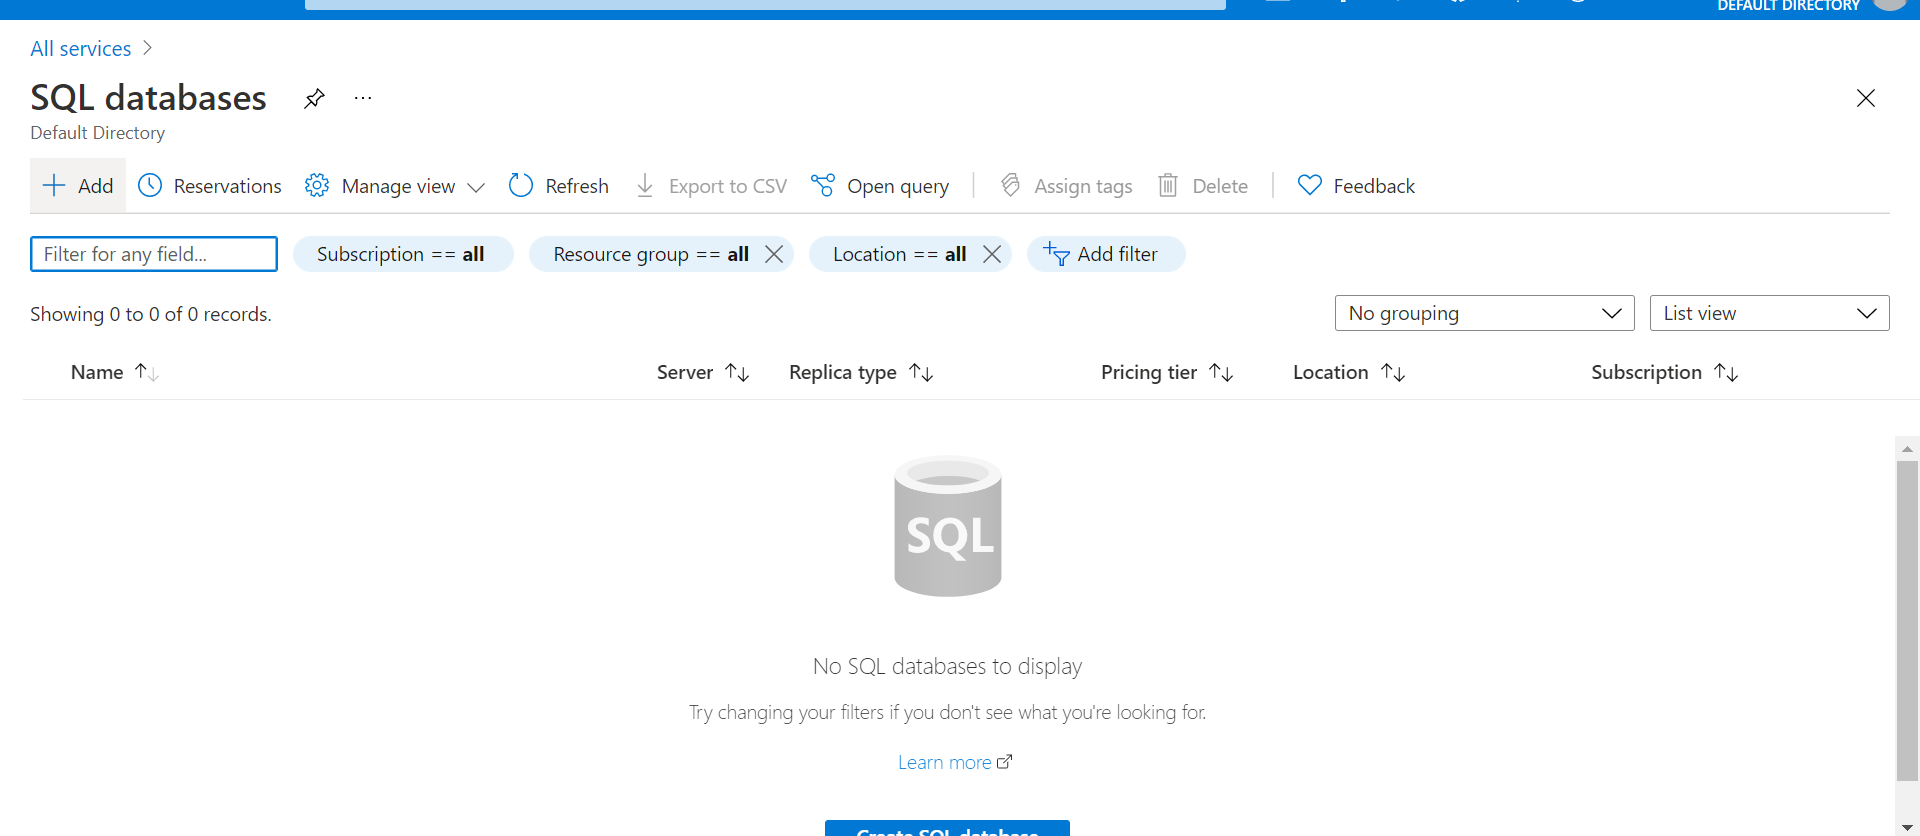 DEFAULT DIRECTORY
All services
SQL databases
Default Directory
Add Reservations Manage view Refresh Export to CSV Open query Assign tags Delete Feedback
Filter for any field... Subscription == all Resource group == all Location == all Add filter
Showing 0 to 0 of 0 records. No grouping List view
Name Server Replica type Pricing tier Location Subscription
SQL
No SQL databases to display
Try changing your filters if you don't see what you're looking for.
Learn more
Create SQL database